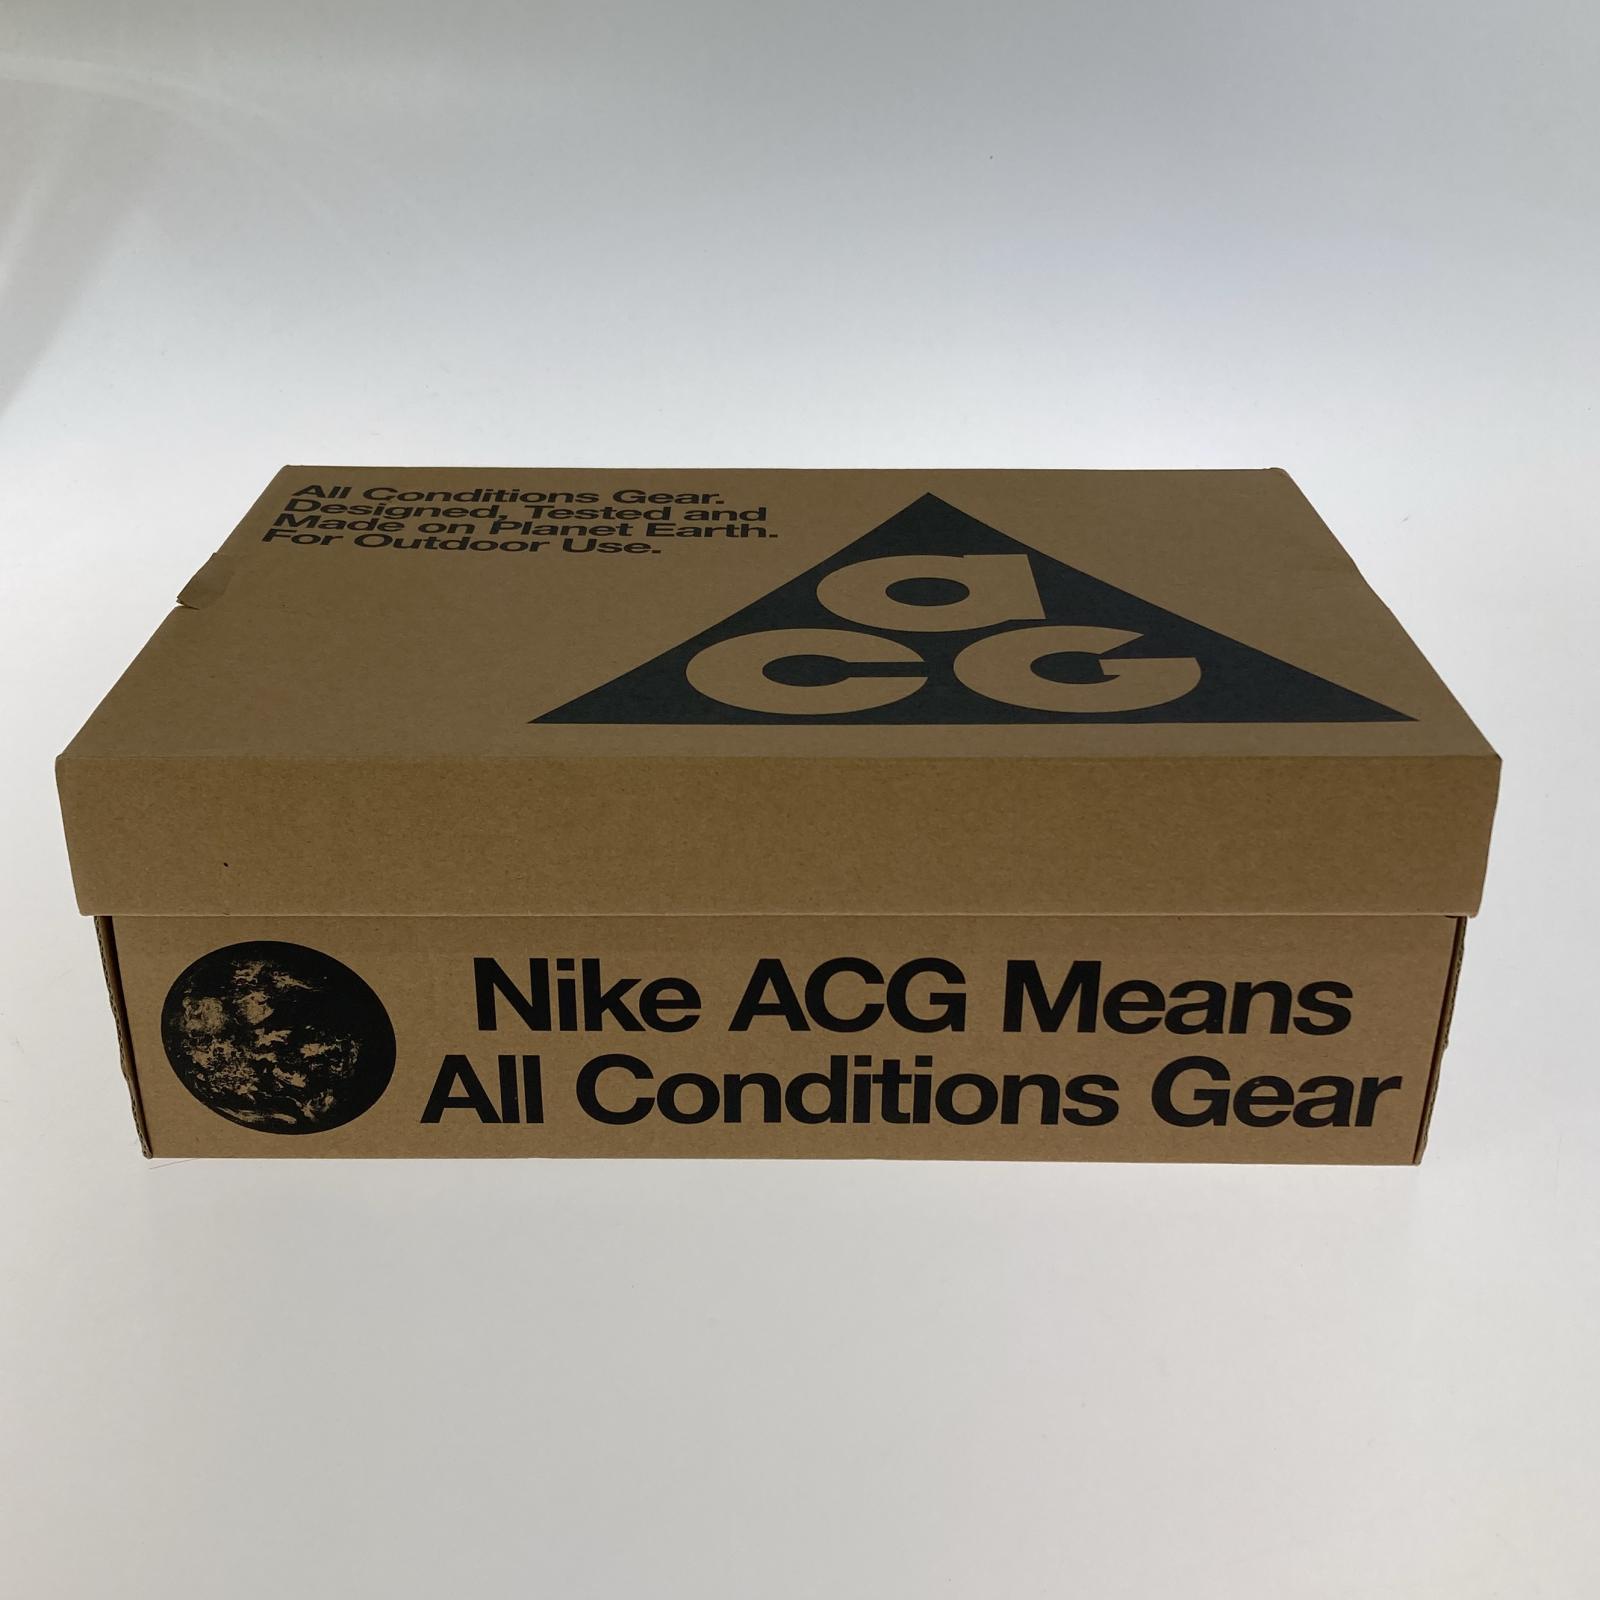 All Conditions Gear.
Designed, Tested and
Made on Planet Earth.
For Outdoor Use.
a
CG
Nike ACG Means
All Conditions Gear